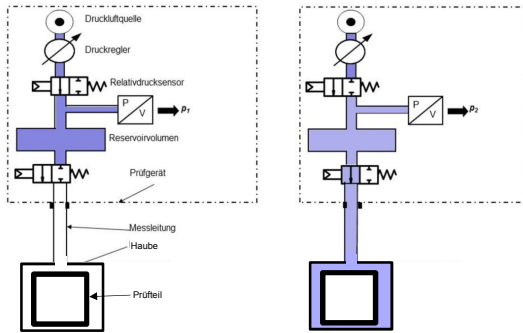 Druckluftquelle
Druckregler
Relativdrucksensor
P
V
p1
Reservoirvolumen
Prüfgerät
Messleitung
Haube
Prüfteil
P
V
p2